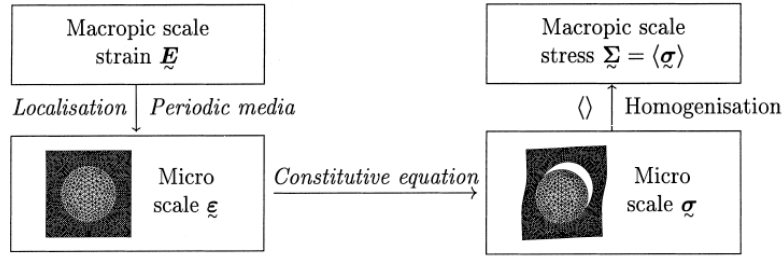 Macropic scale
strain E
Macropic scale
stress Σ = ⟨σ⟩
Localisation
Periodic media
⟨⟩
Homogenisation
Micro
scale ε
Constitutive equation
Micro
scale σ